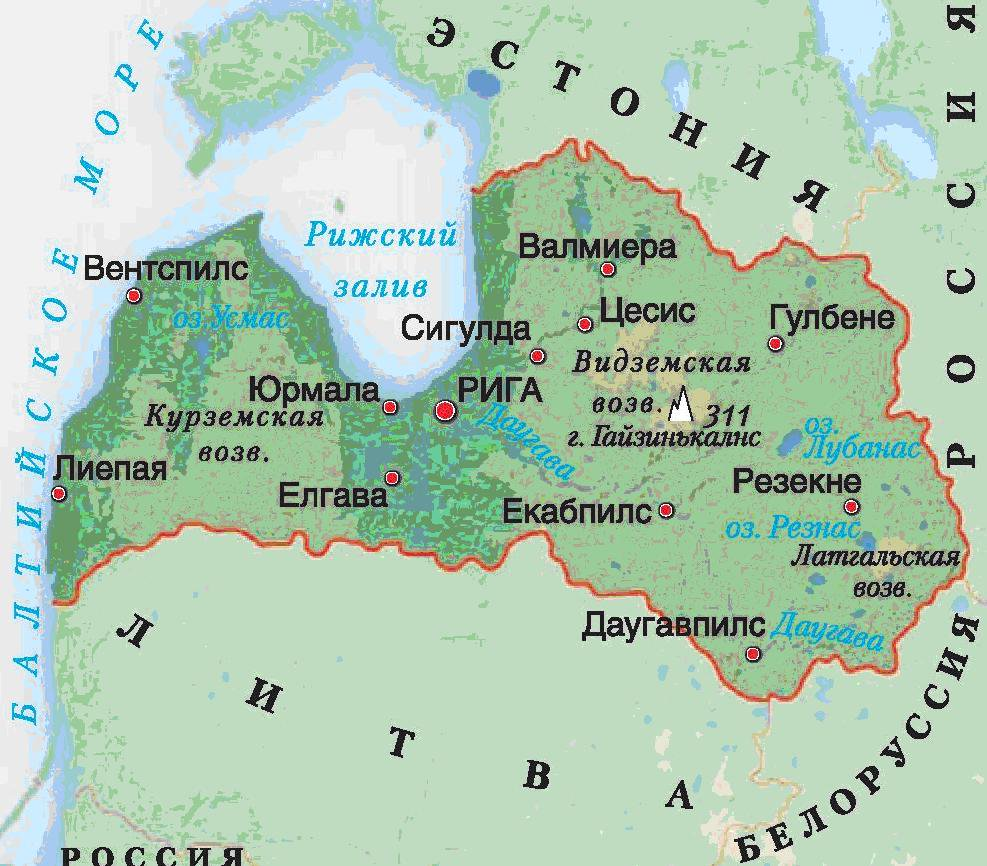 ЭСТОНИЯ
РОССИЯ
БАЛТИЙСКОЕ МОРЕ
Рижский
залив
Валмиера
Вентспилс
оз.Усмас
Цесис
Гулбене
Сигулда
Видземская
возв.
311
г. Гайзинькалнс
Юрмала
РИГА
Даугава
Курземская
возв.
оз.
Лубанас
Лиепая
Елгава
Резекне
Екабпилс
оз. Резнас
Латгальская
возв.
Даугавпилс
Даугава
ЛИТВА
БЕЛОРУССИЯ
РОССИЯ